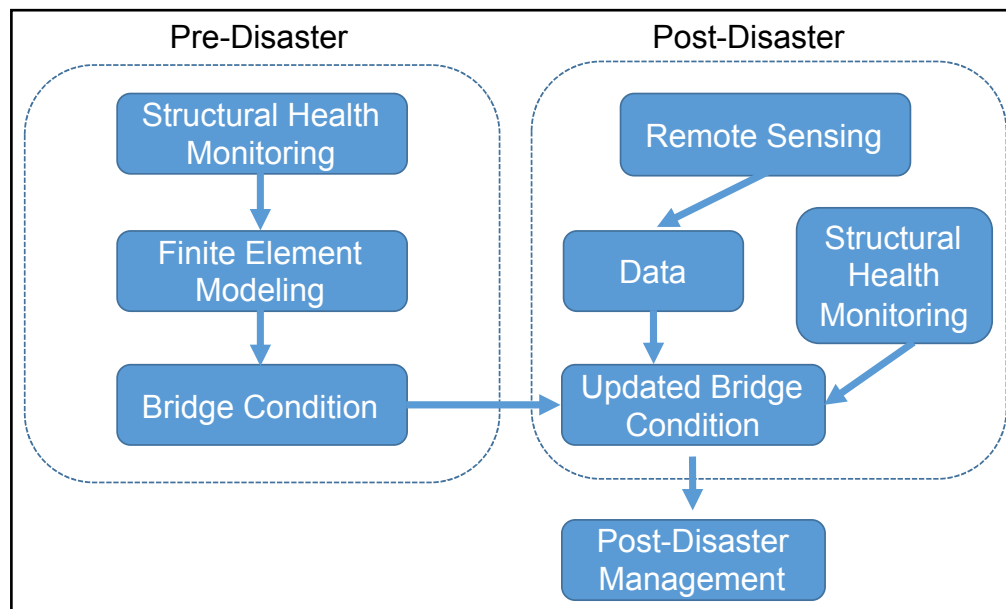 Pre-Disaster
Structural Health
Monitoring
Finite Element
Modeling
Bridge Condition
Post-Disaster
Remote Sensing
Data
Structural
Health
Monitoring
Updated Bridge
Condition
Post-Disaster
Management